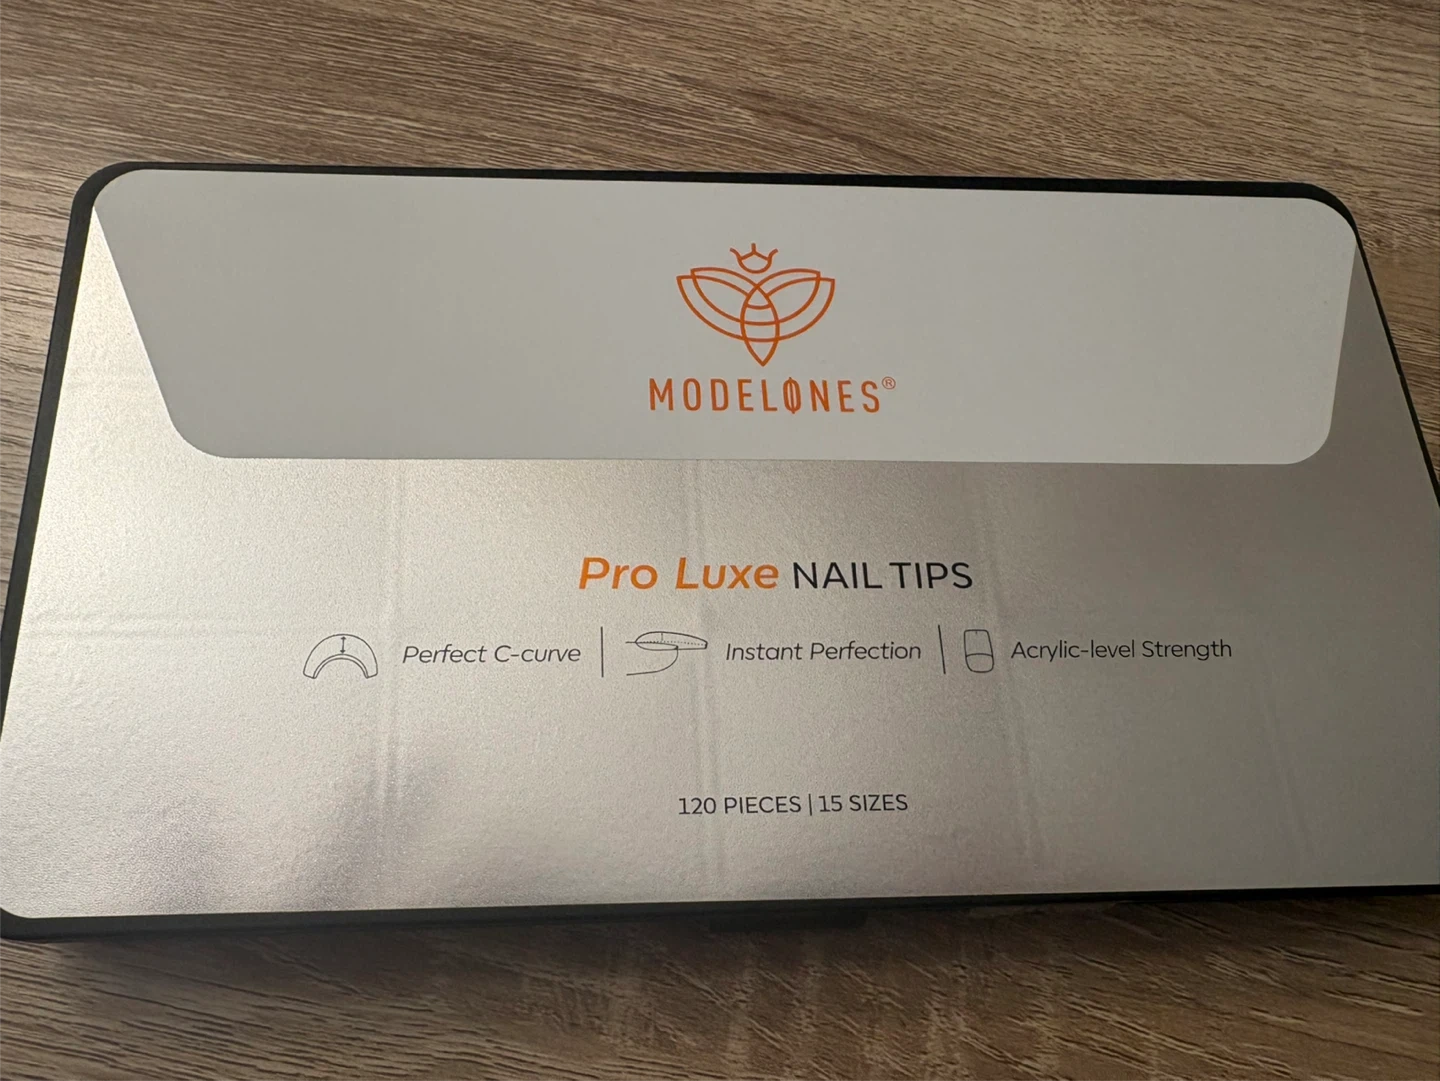 MODELONES®
Pro Luxe NAIL TIPS
Perfect C-curve | Instant Perfection | Acrylic-level Strength
120 PIECES | 15 SIZES